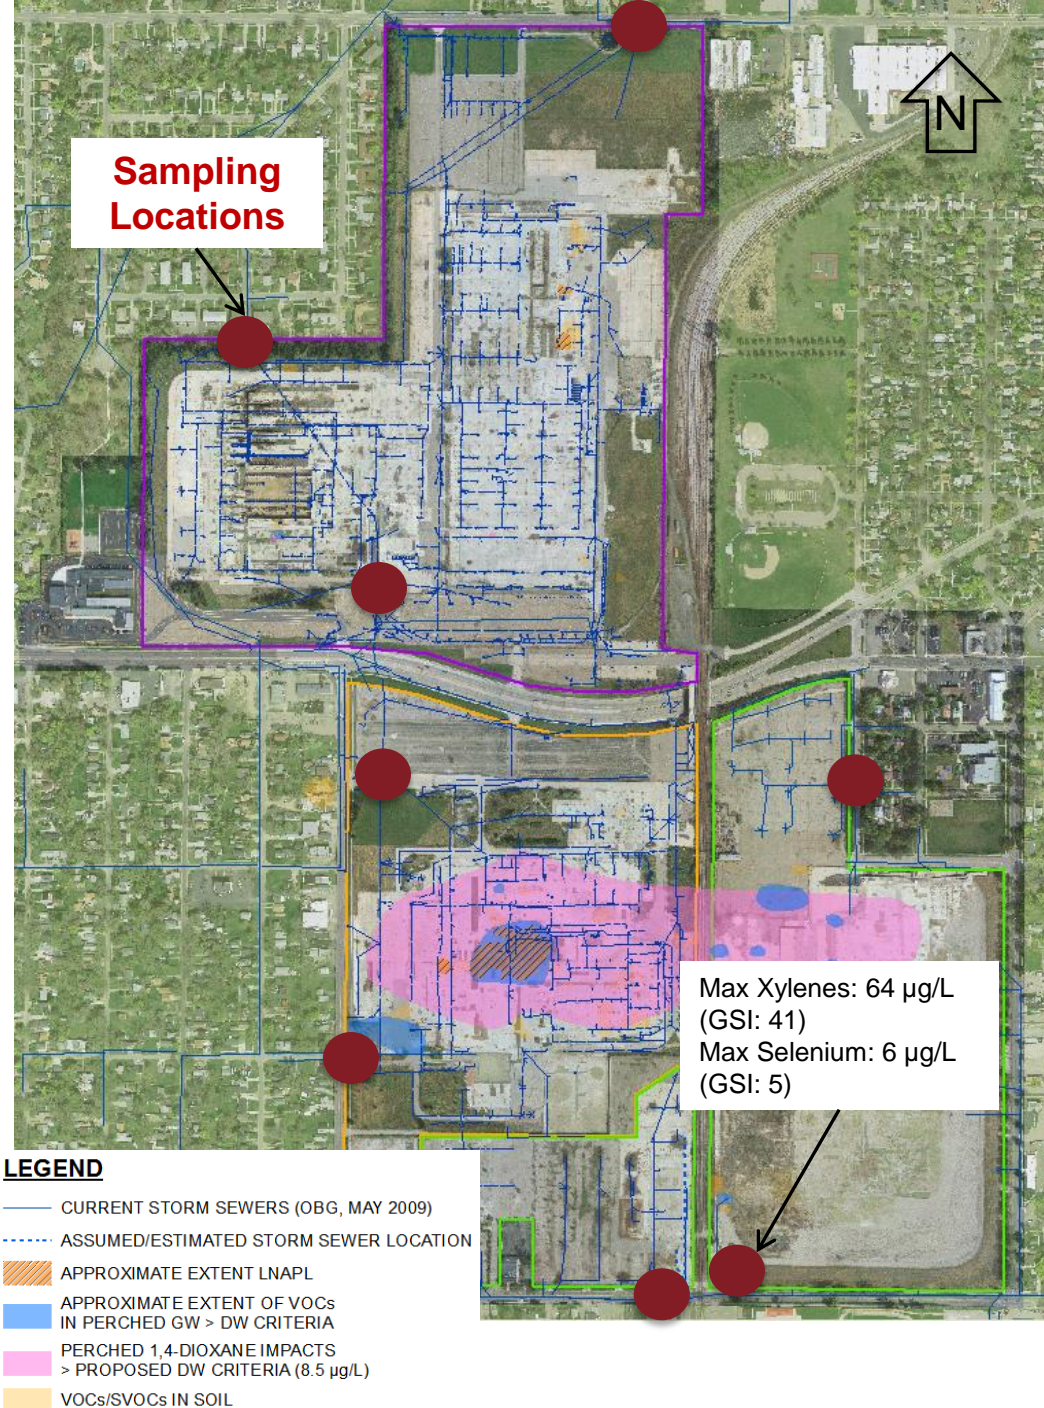 N
Sampling
Locations
Max Xylenes: 64 µg/L
(GSI: 41)
Max Selenium: 6 µg/L
(GSI: 5)
LEGEND
CURRENT STORM SEWERS (OBG, MAY 2009)
ASSUMED/ESTIMATED STORM SEWER LOCATION
APPROXIMATE EXTENT LNAPL
APPROXIMATE EXTENT OF VOCs
IN PERCHED GW > DW CRITERIA
PERCHED 1,4-DIOXANE IMPACTS
> PROPOSED DW CRITERIA (8.5 µg/L)
VOCs/SVOCs IN SOIL